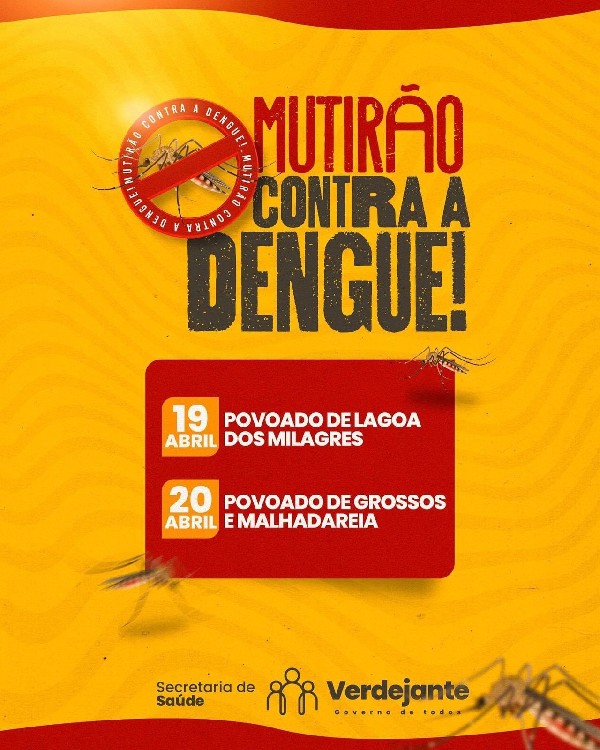 MUTIRÃO CONTRA A DENGUE! MUTIRÃO CONTRA A DENGUE!
MUTIRÃO
CONTRA A
DENGUE!
19
ABRIL
POVOADO DE LAGOA
DOS MILAGRES
20
ABRIL
POVOADO DE GROSSOS
E MALHADAREIA
Secretaria de
Saúde
Verdejante
Governo de todos